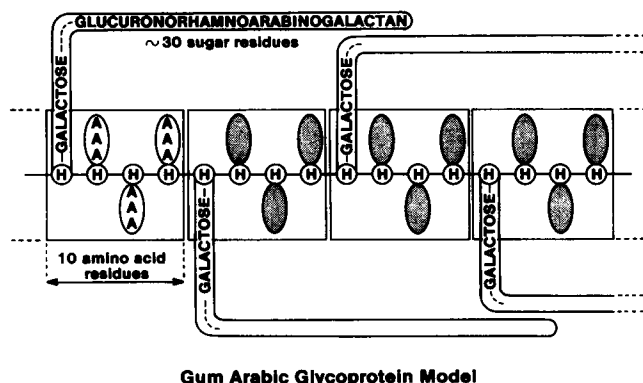 GLUCURONORHAMNOARABINOGALACTAN
~30 sugar residues
GALACTOSE
GALACTOSE
A A A
A A A
H H H H H H H H H H H H H H H H
A A A
GALACTOSE
GALACTOSE
10 amino acid
residues
Gum Arabic Glycoprotein Model